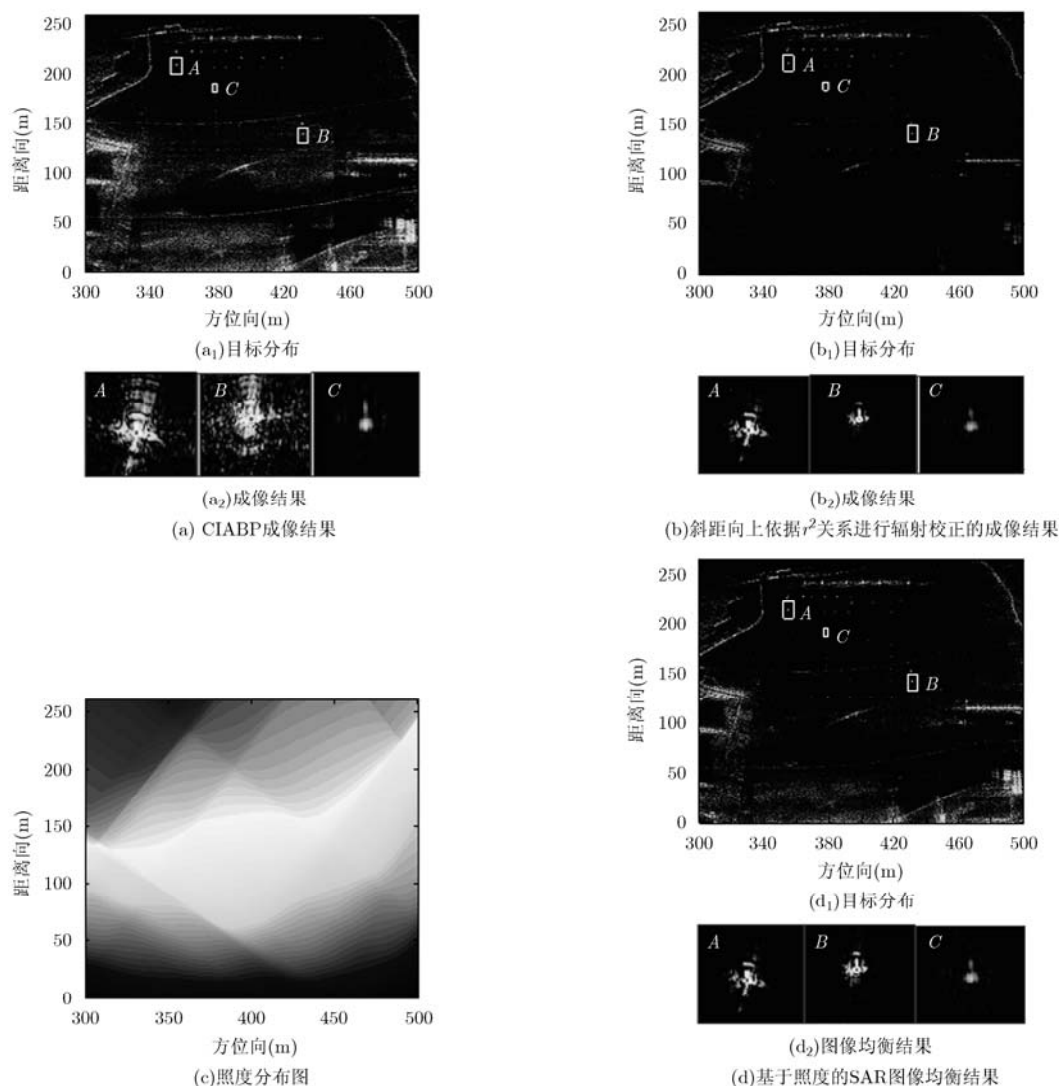 250
200
150
100
50
0
距离向(m)
A
C
B
300 340 380 430 460 500
方位向(m)
(a₁)目标分布
A B C
(a₂)成像结果
(a) CIABP成像结果
250
200
150
100
50
0
距离向(m)
A
C
B
300 340 380 420 460 500
方位向(m)
(b₁)目标分布
A B C
(b₂)成像结果
(b)斜距向上依据r²关系进行辐射校正的成像结果
250
200
150
100
50
0
距离向(m)
300 350 400 450 500
方位向(m)
(c)照度分布图
250
200
150
100
50
0
距离向(m)
A
C
B
300 340 380 420 460 500
方位向(m)
(d₁)目标分布
A B C
(d₂)图像均衡结果
(d)基于照度的SAR图像均衡结果